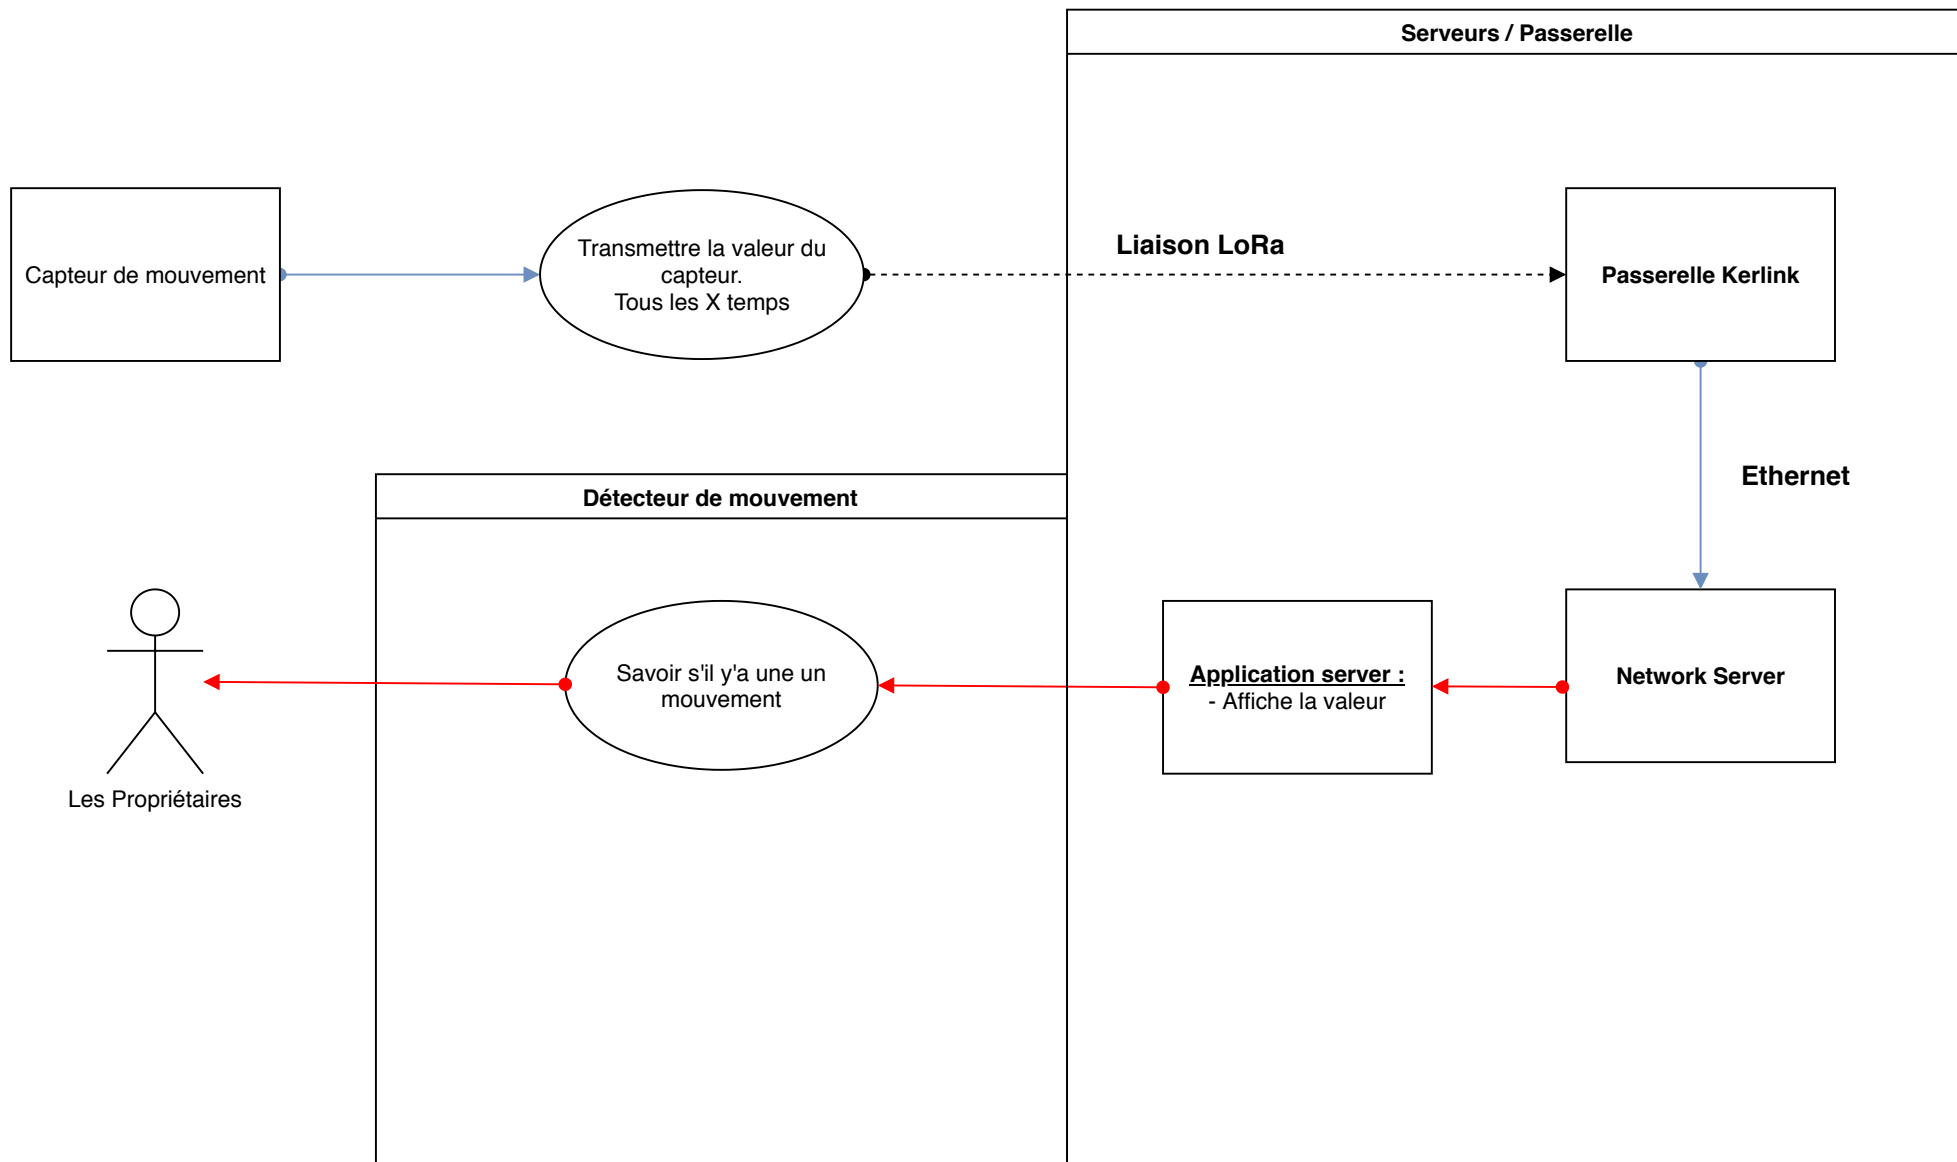 Serveurs / Passerelle
Capteur de mouvement
Transmettre la valeur du
capteur.
Tous les X temps
Liaison LoRa
Passerelle Kerlink
Ethernet
Détecteur de mouvement
Savoir s'il y'a une un
mouvement
Application server :
- Affiche la valeur
Network Server
Les Propriétaires